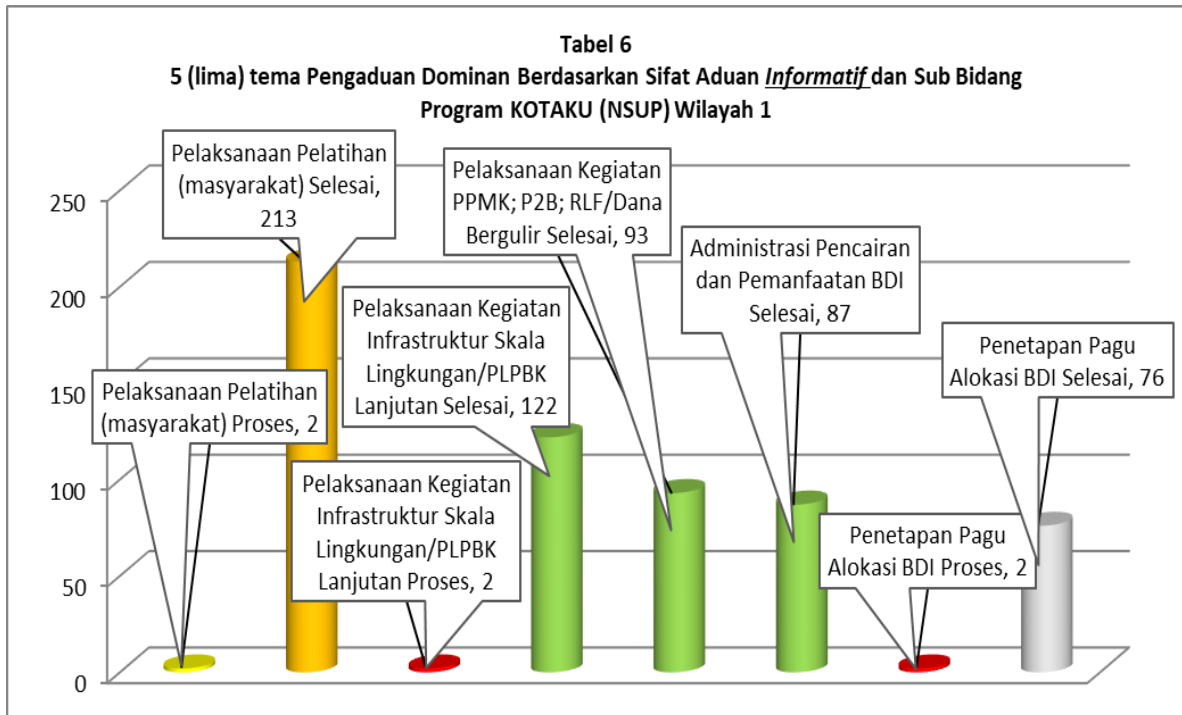 Tabel 6
5 (lima) tema Pengaduan Dominan Berdasarkan Sifat Aduan Informatif dan Sub Bidang
Program KOTAKU (NSUP) Wilayah 1
250
200
150
100
50
0
Pelaksanaan Pelatihan
(masyarakat) Proses, 2
Pelaksanaan Pelatihan
(masyarakat) Selesai,
213
Pelaksanaan Kegiatan
Infrastruktur Skala
Lingkungan/PLPBK
Lanjutan Proses, 2
Pelaksanaan Kegiatan
Infrastruktur Skala
Lingkungan/PLPBK
Lanjutan Selesai, 122
Pelaksanaan Kegiatan
PPMK; P2B; RLF/Dana
Bergulir Selesai, 93
Administrasi Pencairan
dan Pemanfaatan BDI
Selesai, 87
Penetapan Pagu
Alokasi BDI Proses, 2
Penetapan Pagu
Alokasi BDI Selesai, 76